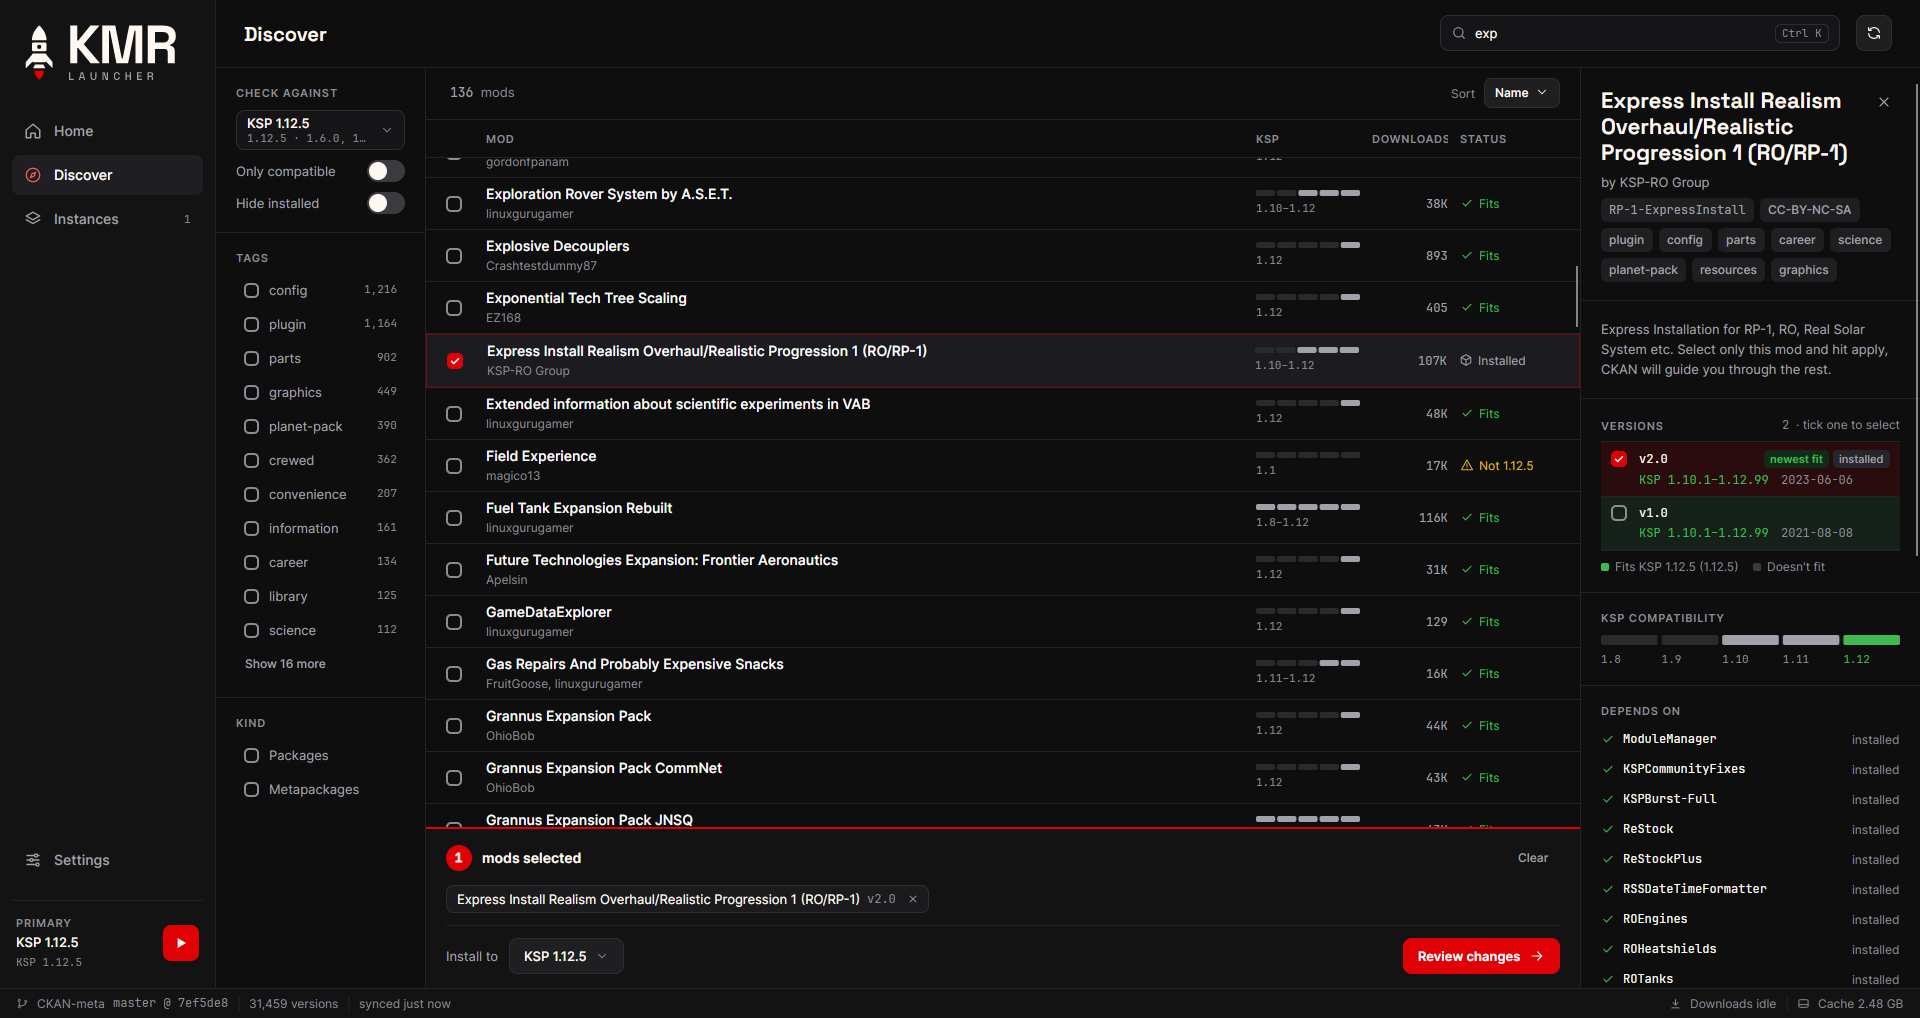 KMR
LAUNCHER
Home
Discover
Instances 1
Settings
PRIMARY
KSP 1.12.5
KSP 1.12.5
Discover
exp Ctrl K
CHECK AGAINST
KSP 1.12.5
1.12.5 · 1.6.0, 1…
Only compatible
Hide installed
TAGS
config 1,216
plugin 1,164
parts 902
graphics 449
planet-pack 390
crewed 362
convenience 207
information 161
career 134
library 125
science 112
Show 16 more
KIND
Packages
Metapackages
136 mods
Sort Name
MOD KSP DOWNLOADS STATUS
gordonfpanam 1.12
Exploration Rover System by A.S.E.T.
linuxgurugamer 1.10–1.12 38K Fits
Explosive Decouplers
Crashtestdummy87 1.12 893 Fits
Exponential Tech Tree Scaling
EZ168 1.12 405 Fits
Express Install Realism Overhaul/Realistic Progression 1 (RO/RP-1)
KSP-RO Group 1.10–1.12 107K Installed
Extended information about scientific experiments in VAB
linuxgurugamer 1.12 48K Fits
Field Experience
magico13 1.1 17K Not 1.12.5
Fuel Tank Expansion Rebuilt
linuxgurugamer 1.8–1.12 116K Fits
Future Technologies Expansion: Frontier Aeronautics
Apelsin 1.12 31K Fits
GameDataExplorer
linuxgurugamer 1.12 129 Fits
Gas Repairs And Probably Expensive Snacks
FruitGoose, linuxgurugamer 1.11–1.12 16K Fits
Grannus Expansion Pack
OhioBob 1.12 44K Fits
Grannus Expansion Pack CommNet
OhioBob 1.12 43K Fits
Grannus Expansion Pack JNSQ
1 mods selected Clear
Express Install Realism Overhaul/Realistic Progression 1 (RO/RP-1) v2.0
Install to KSP 1.12.5 Review changes
Express Install Realism
Overhaul/Realistic
Progression 1 (RO/RP-1)
by KSP-RO Group
RP-1-ExpressInstall CC-BY-NC-SA
plugin config parts career science
planet-pack resources graphics
Express Installation for RP-1, RO, Real Solar
System etc. Select only this mod and hit apply,
CKAN will guide you through the rest.
VERSIONS 2 · tick one to select
v2.0 newest fit installed
KSP 1.10.1–1.12.99 2023-06-06
v1.0
KSP 1.10.1–1.12.99 2021-08-08
Fits KSP 1.12.5 (1.12.5) Doesn't fit
KSP COMPATIBILITY
1.8 1.9 1.10 1.11 1.12
DEPENDS ON
ModuleManager installed
KSPCommunityFixes installed
KSPBurst-Full installed
ReStock installed
ReStockPlus installed
RSSDateTimeFormatter installed
ROEngines installed
ROHeatshields installed
ROTanks installed
CKAN-meta master @ 7ef5de8 31,459 versions synced just now
Downloads idle Cache 2.48 GB